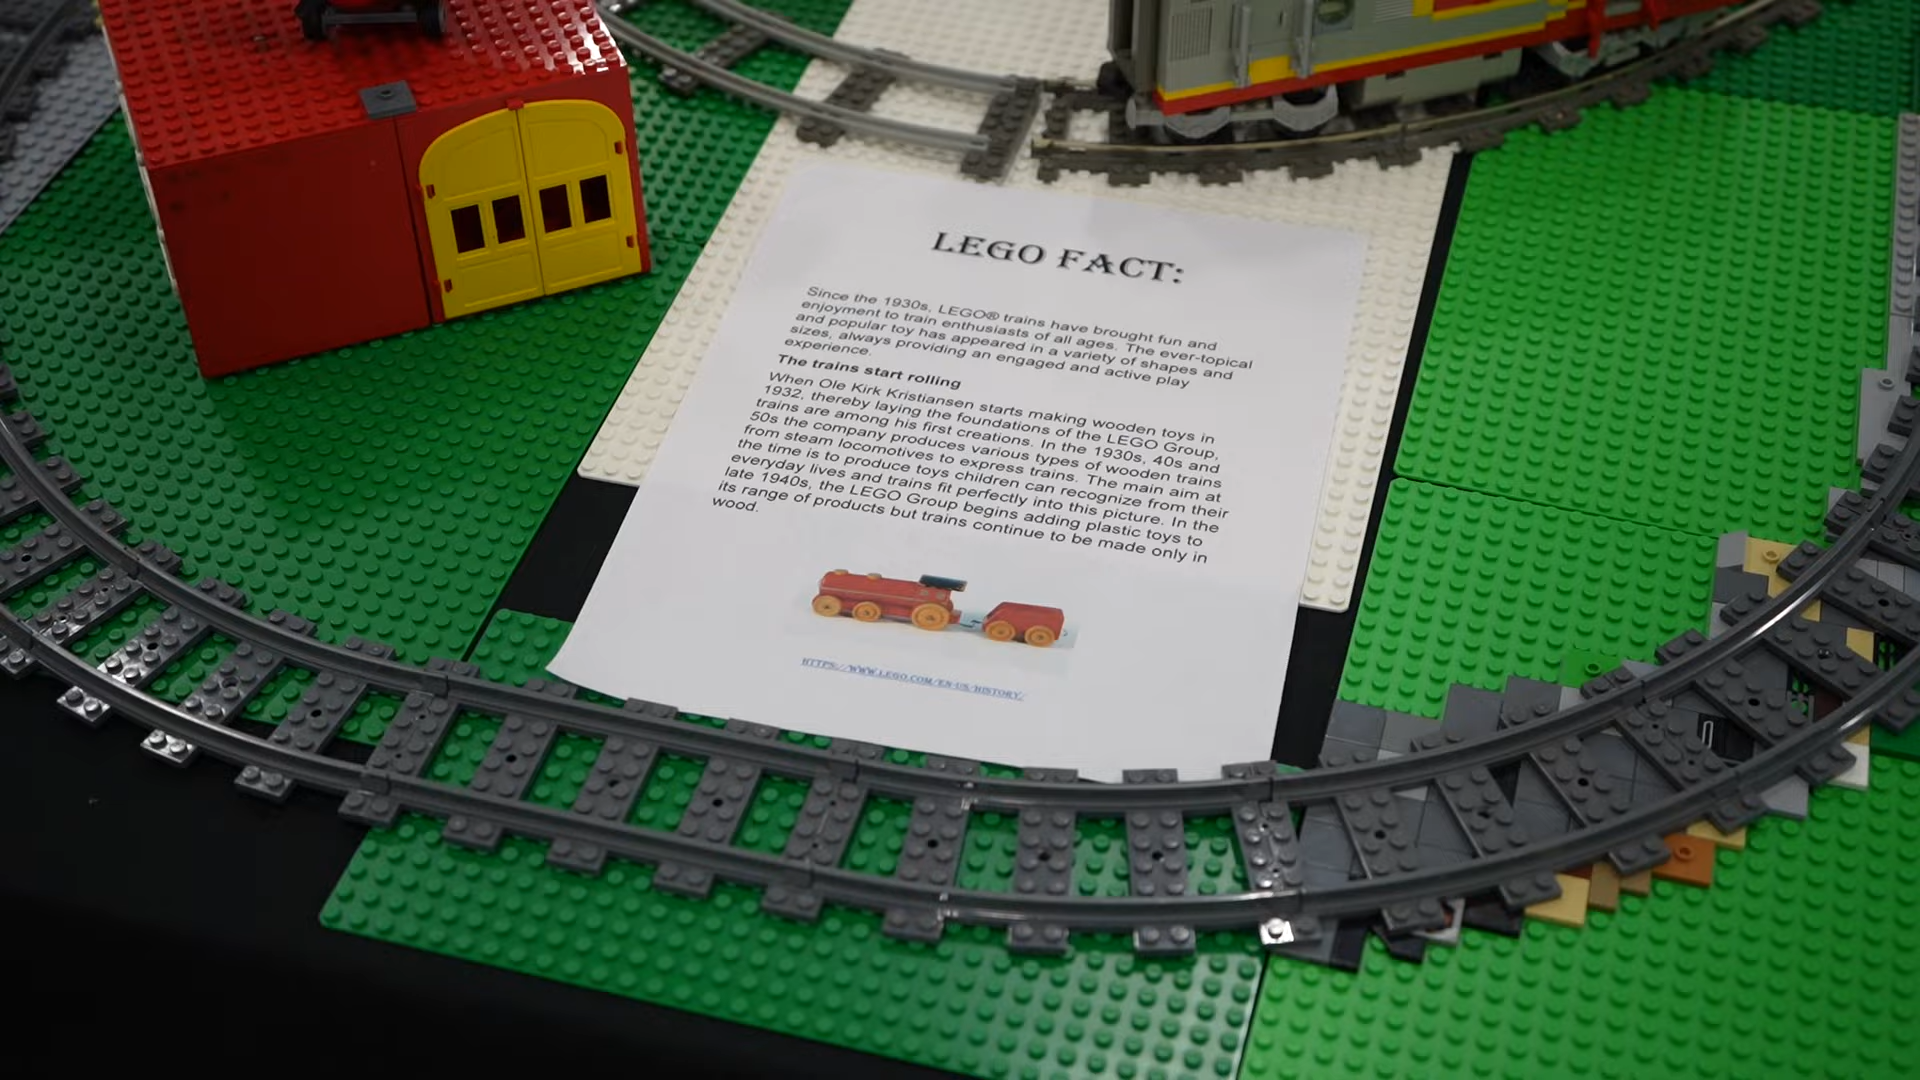 LEGO FACT:
Since the 1930s, LEGO® trains have brought fun and
enjoyment to train enthusiasts of all ages. The ever-topical
and popular toy has appeared in a variety of shapes and
sizes, always providing an engaged and active play
experience.
The trains start rolling
When Ole Kirk Kristiansen starts making wooden toys in
1932, thereby laying the foundations of the LEGO Group,
trains are among his first creations. In the 1930s, 40s and
50s the company produces various types of wooden trains
from steam locomotives to express trains. The main aim at
the time is to produce toys children can recognize from their
everyday lives and trains fit perfectly into this picture. In the
late 1940s, the LEGO Group begins adding plastic toys to
its range of products but trains continue to be made only in
wood.
HTTPS://WWW.LEGO.COM/EN-US/HISTORY/